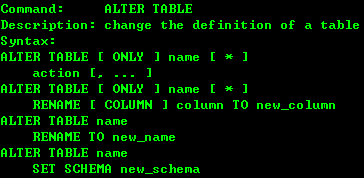 Command:     ALTER TABLE
Description: change the definition of a table
Syntax:
ALTER TABLE [ ONLY ] name [ * ]
    action [, ... ]
ALTER TABLE [ ONLY ] name [ * ]
    RENAME [ COLUMN ] column TO new_column
ALTER TABLE name
    RENAME TO new_name
ALTER TABLE name
    SET SCHEMA new_schema